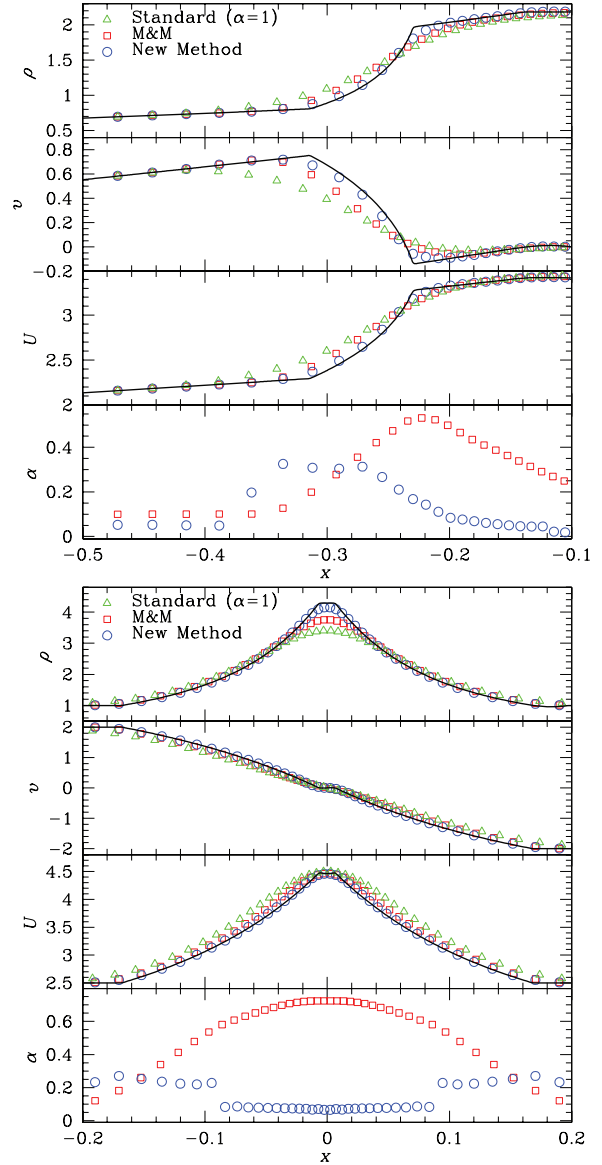 Standard (α=1)
M&M
New Method
2
1.5
1
0.5
ρ
0.8
0.6
0.4
0.2
0
−0.2
v
3
2.5
2
U
0.4
0.2
0
α
−0.5 −0.4 −0.3 −0.2 −0.1
x
Standard (α=1)
M&M
New Method
4
3
2
1
ρ
2
1
0
−1
−2
v
4.5
4
3.5
3
2.5
U
0.6
0.4
0.2
0
α
−0.2 −0.1 0 0.1 0.2
x